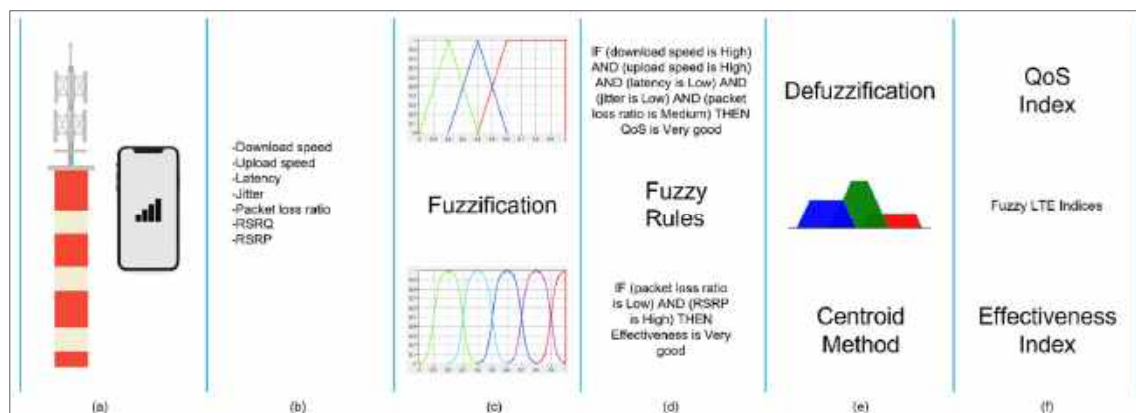 -Download speed
-Upload speed
-Latency
-Jitter
-Packet loss ratio
-RSRQ
-RSRP
Fuzzification
IF (download speed is High)
AND (upload speed is High)
AND (latency is Low) AND
(jitter is Low) AND (packet
loss ratio is Medium) THEN
QoS is Very good
Fuzzy
Rules
IF (packet loss ratio
is Low) AND (RSRP
is High) THEN
Effectiveness is Very
good
Defuzzification
Centroid
Method
QoS
Index
Fuzzy LTE Indices
Effectiveness
Index
(a)
(b)
(c)
(d)
(e)
(f)